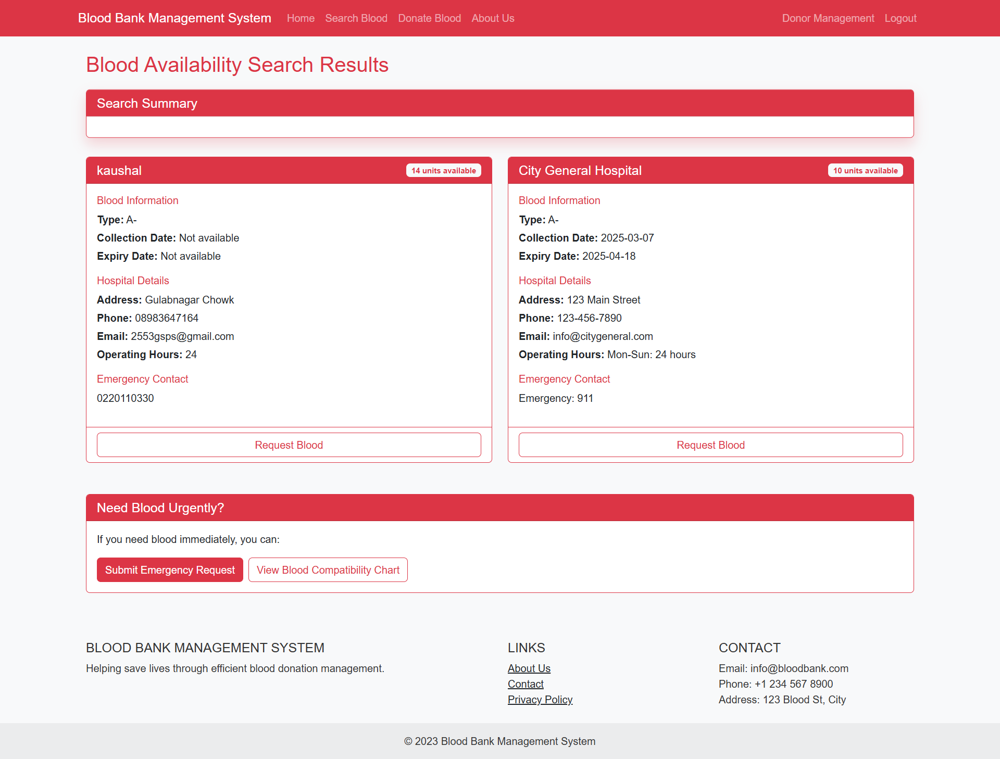 Blood Bank Management System Home Search Blood Donate Blood About Us Donor Management Logout
Blood Availability Search Results
Search Summary
kaushal 14 units available
Blood Information
Type: A-
Collection Date: Not available
Expiry Date: Not available
Hospital Details
Address: Gulabnagar Chowk
Phone: 08983647164
Email: 2553gsps@gmail.com
Operating Hours: 24
Emergency Contact
0220110330
Request Blood
City General Hospital 10 units available
Blood Information
Type: A-
Collection Date: 2025-03-07
Expiry Date: 2025-04-18
Hospital Details
Address: 123 Main Street
Phone: 123-456-7890
Email: info@citygeneral.com
Operating Hours: Mon-Sun: 24 hours
Emergency Contact
Emergency: 911
Request Blood
Need Blood Urgently?
If you need blood immediately, you can:
Submit Emergency Request View Blood Compatibility Chart
BLOOD BANK MANAGEMENT SYSTEM
Helping save lives through efficient blood donation management.
LINKS
About Us
Contact
Privacy Policy
CONTACT
Email: info@bloodbank.com
Phone: +1 234 567 8900
Address: 123 Blood St, City
© 2023 Blood Bank Management System